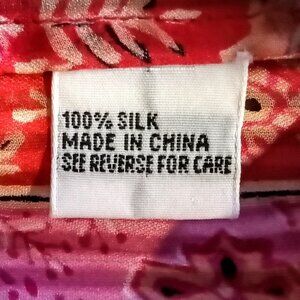 100% SILK
MADE IN CHINA
SEE REVERSE FOR CARE